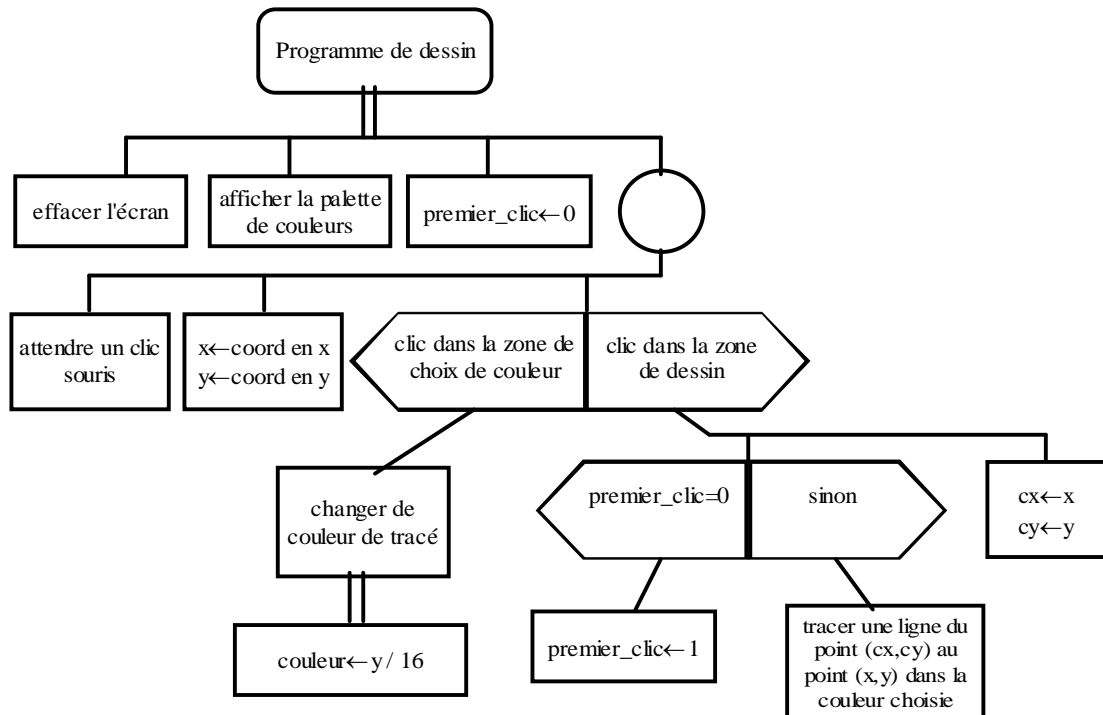 Programme de dessin
effacer l'écran
afficher la palette
de couleurs
premier_clic←0
attendre un clic
souris
x←coord en x
y←coord en y
clic dans la zone de
choix de couleur
clic dans la zone
de dessin
changer de
couleur de tracé
premier_clic=0
sinon
cx←x
cy←y
couleur←y / 16
premier_clic←1
tracer une ligne du
point (cx,cy) au
point (x,y) dans la
couleur choisie